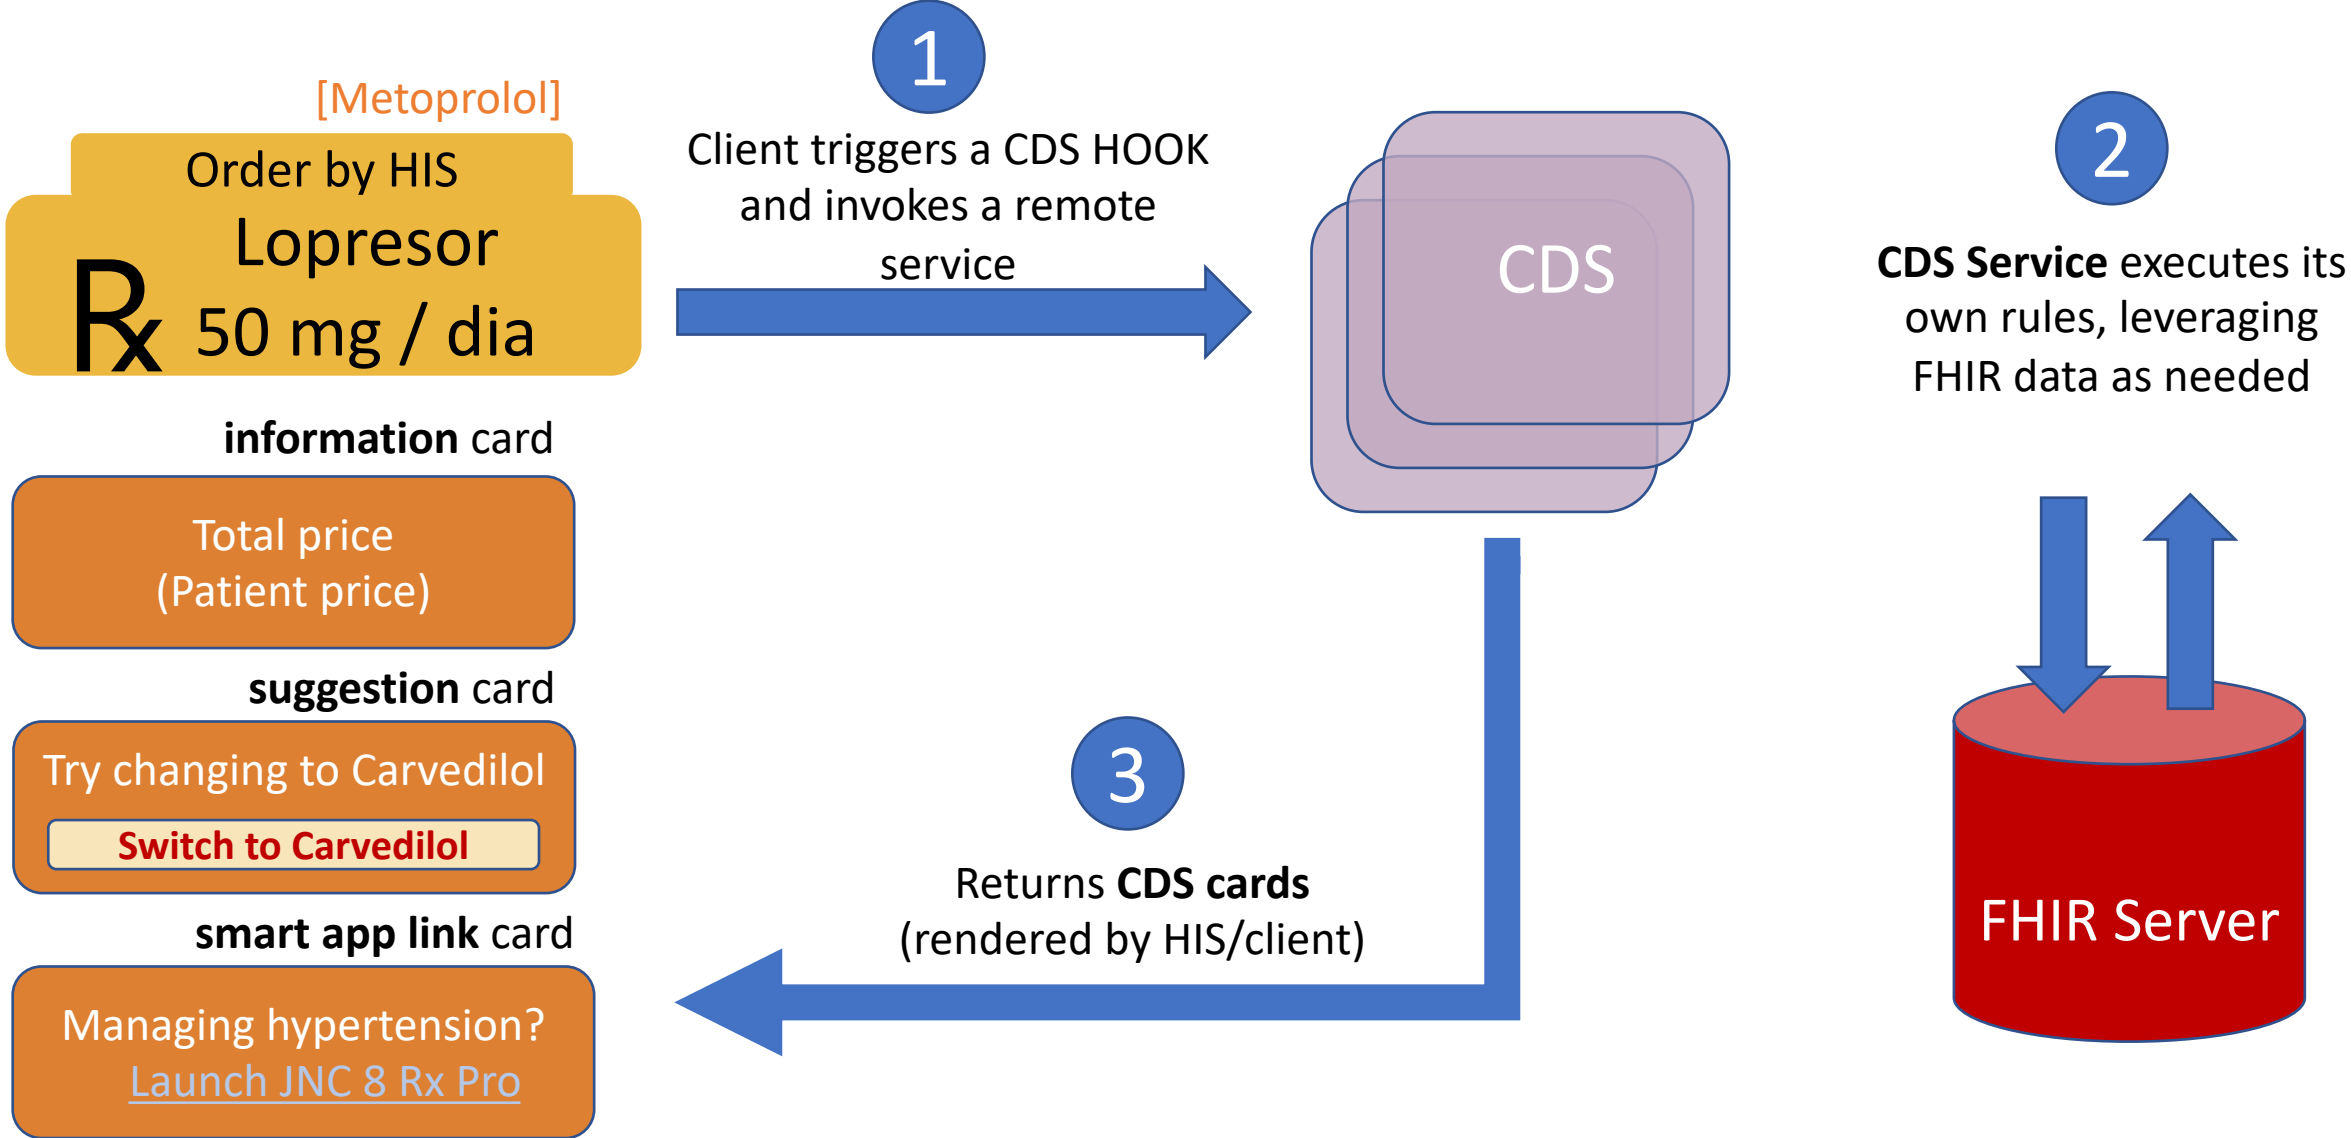 [Metoprolol]
Order by HIS
Lopresor
Rx 50 mg / dia
information card
Total price
(Patient price)
suggestion card
Try changing to Carvedilol
Switch to Carvedilol
smart app link card
Managing hypertension?
Launch JNC 8 Rx Pro
1
Client triggers a CDS HOOK
and invokes a remote
service
CDS
2
CDS Service executes its
own rules, leveraging
FHIR data as needed
3
Returns CDS cards
(rendered by HIS/client)
FHIR Server